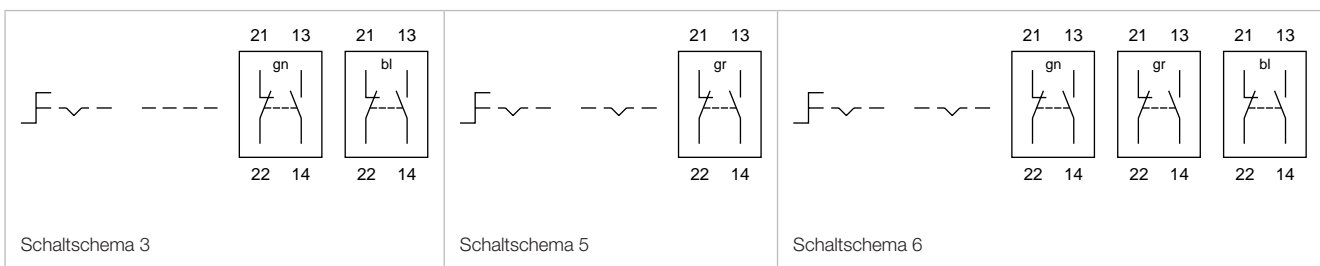 21 13 21 13
gn bl
22 14 22 14
Schaltschema 3
21 13
gr
22 14
Schaltschema 5
21 13 21 13 21 13
gn gr bl
22 14 22 14 22 14
Schaltschema 6